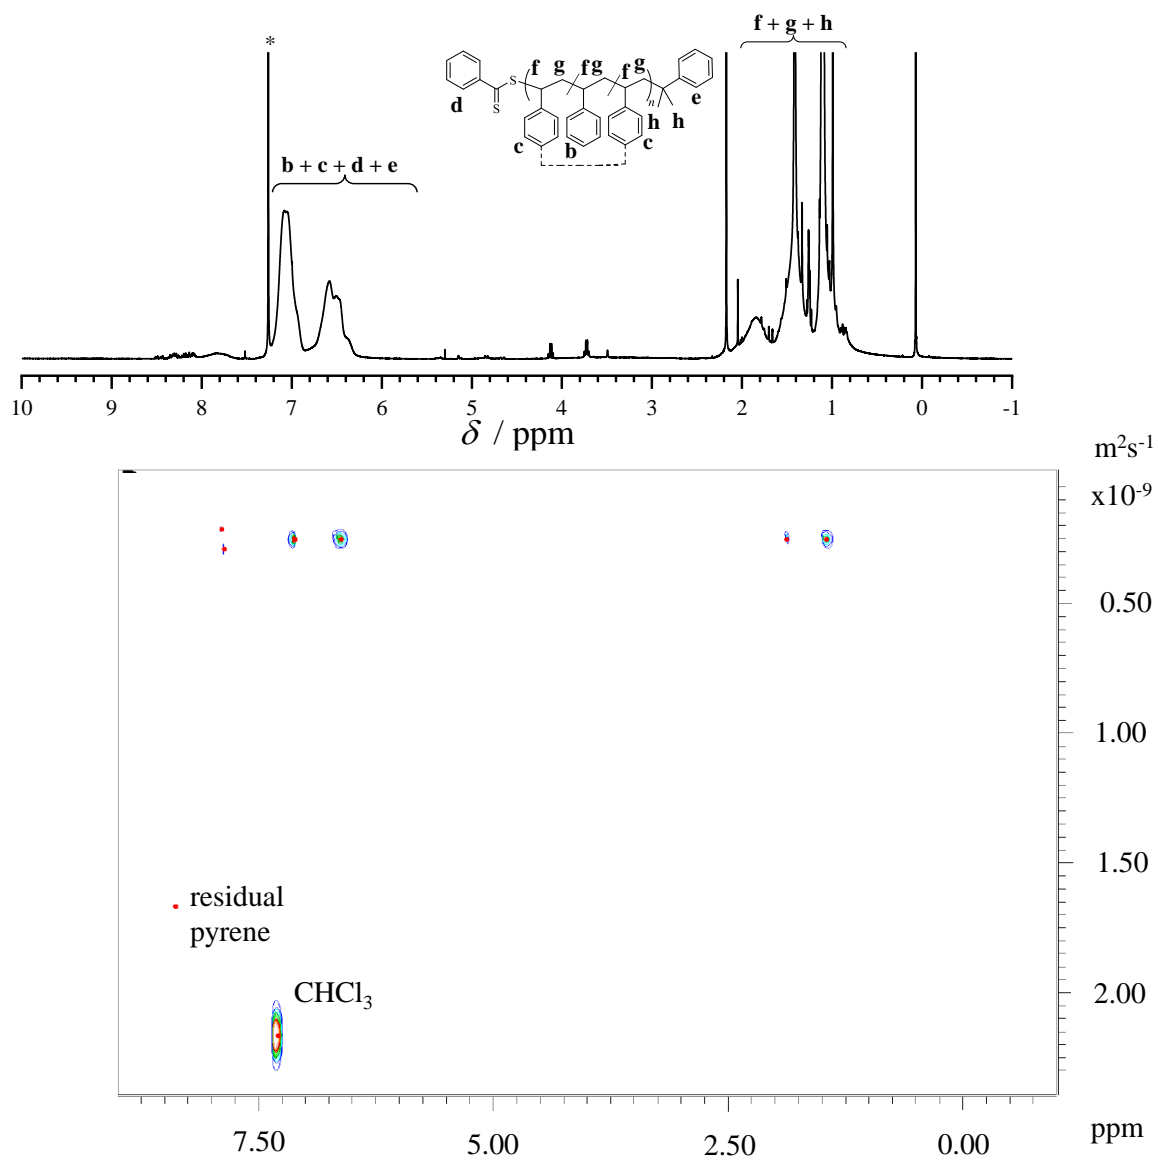 f + g + h
*
f g f g f g
S
S
n
d
e
h
h
c
b
c
b + c + d + e
10 9 8 7 6 5 4 3 2 1 0 -1
δ / ppm
m²s⁻¹
x10⁻⁹
0.50
1.00
1.50
residual
pyrene
CHCl₃
2.00
7.50 5.00 2.50 0.00 ppm